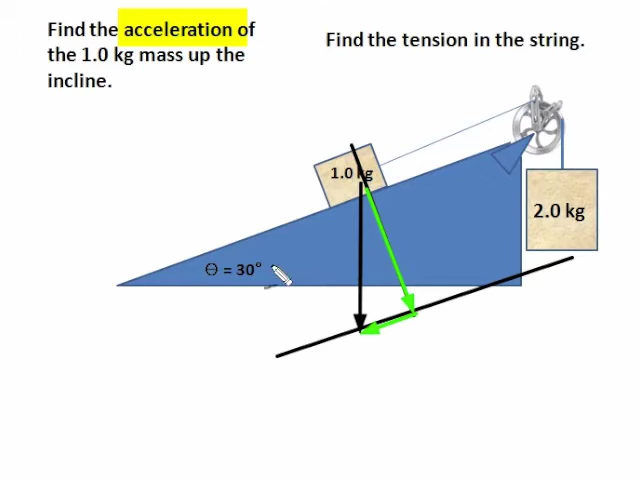 Find the acceleration of
the 1.0 kg mass up the
incline.
Find the tension in the string.
1.0 kg
2.0 kg
Θ = 30°